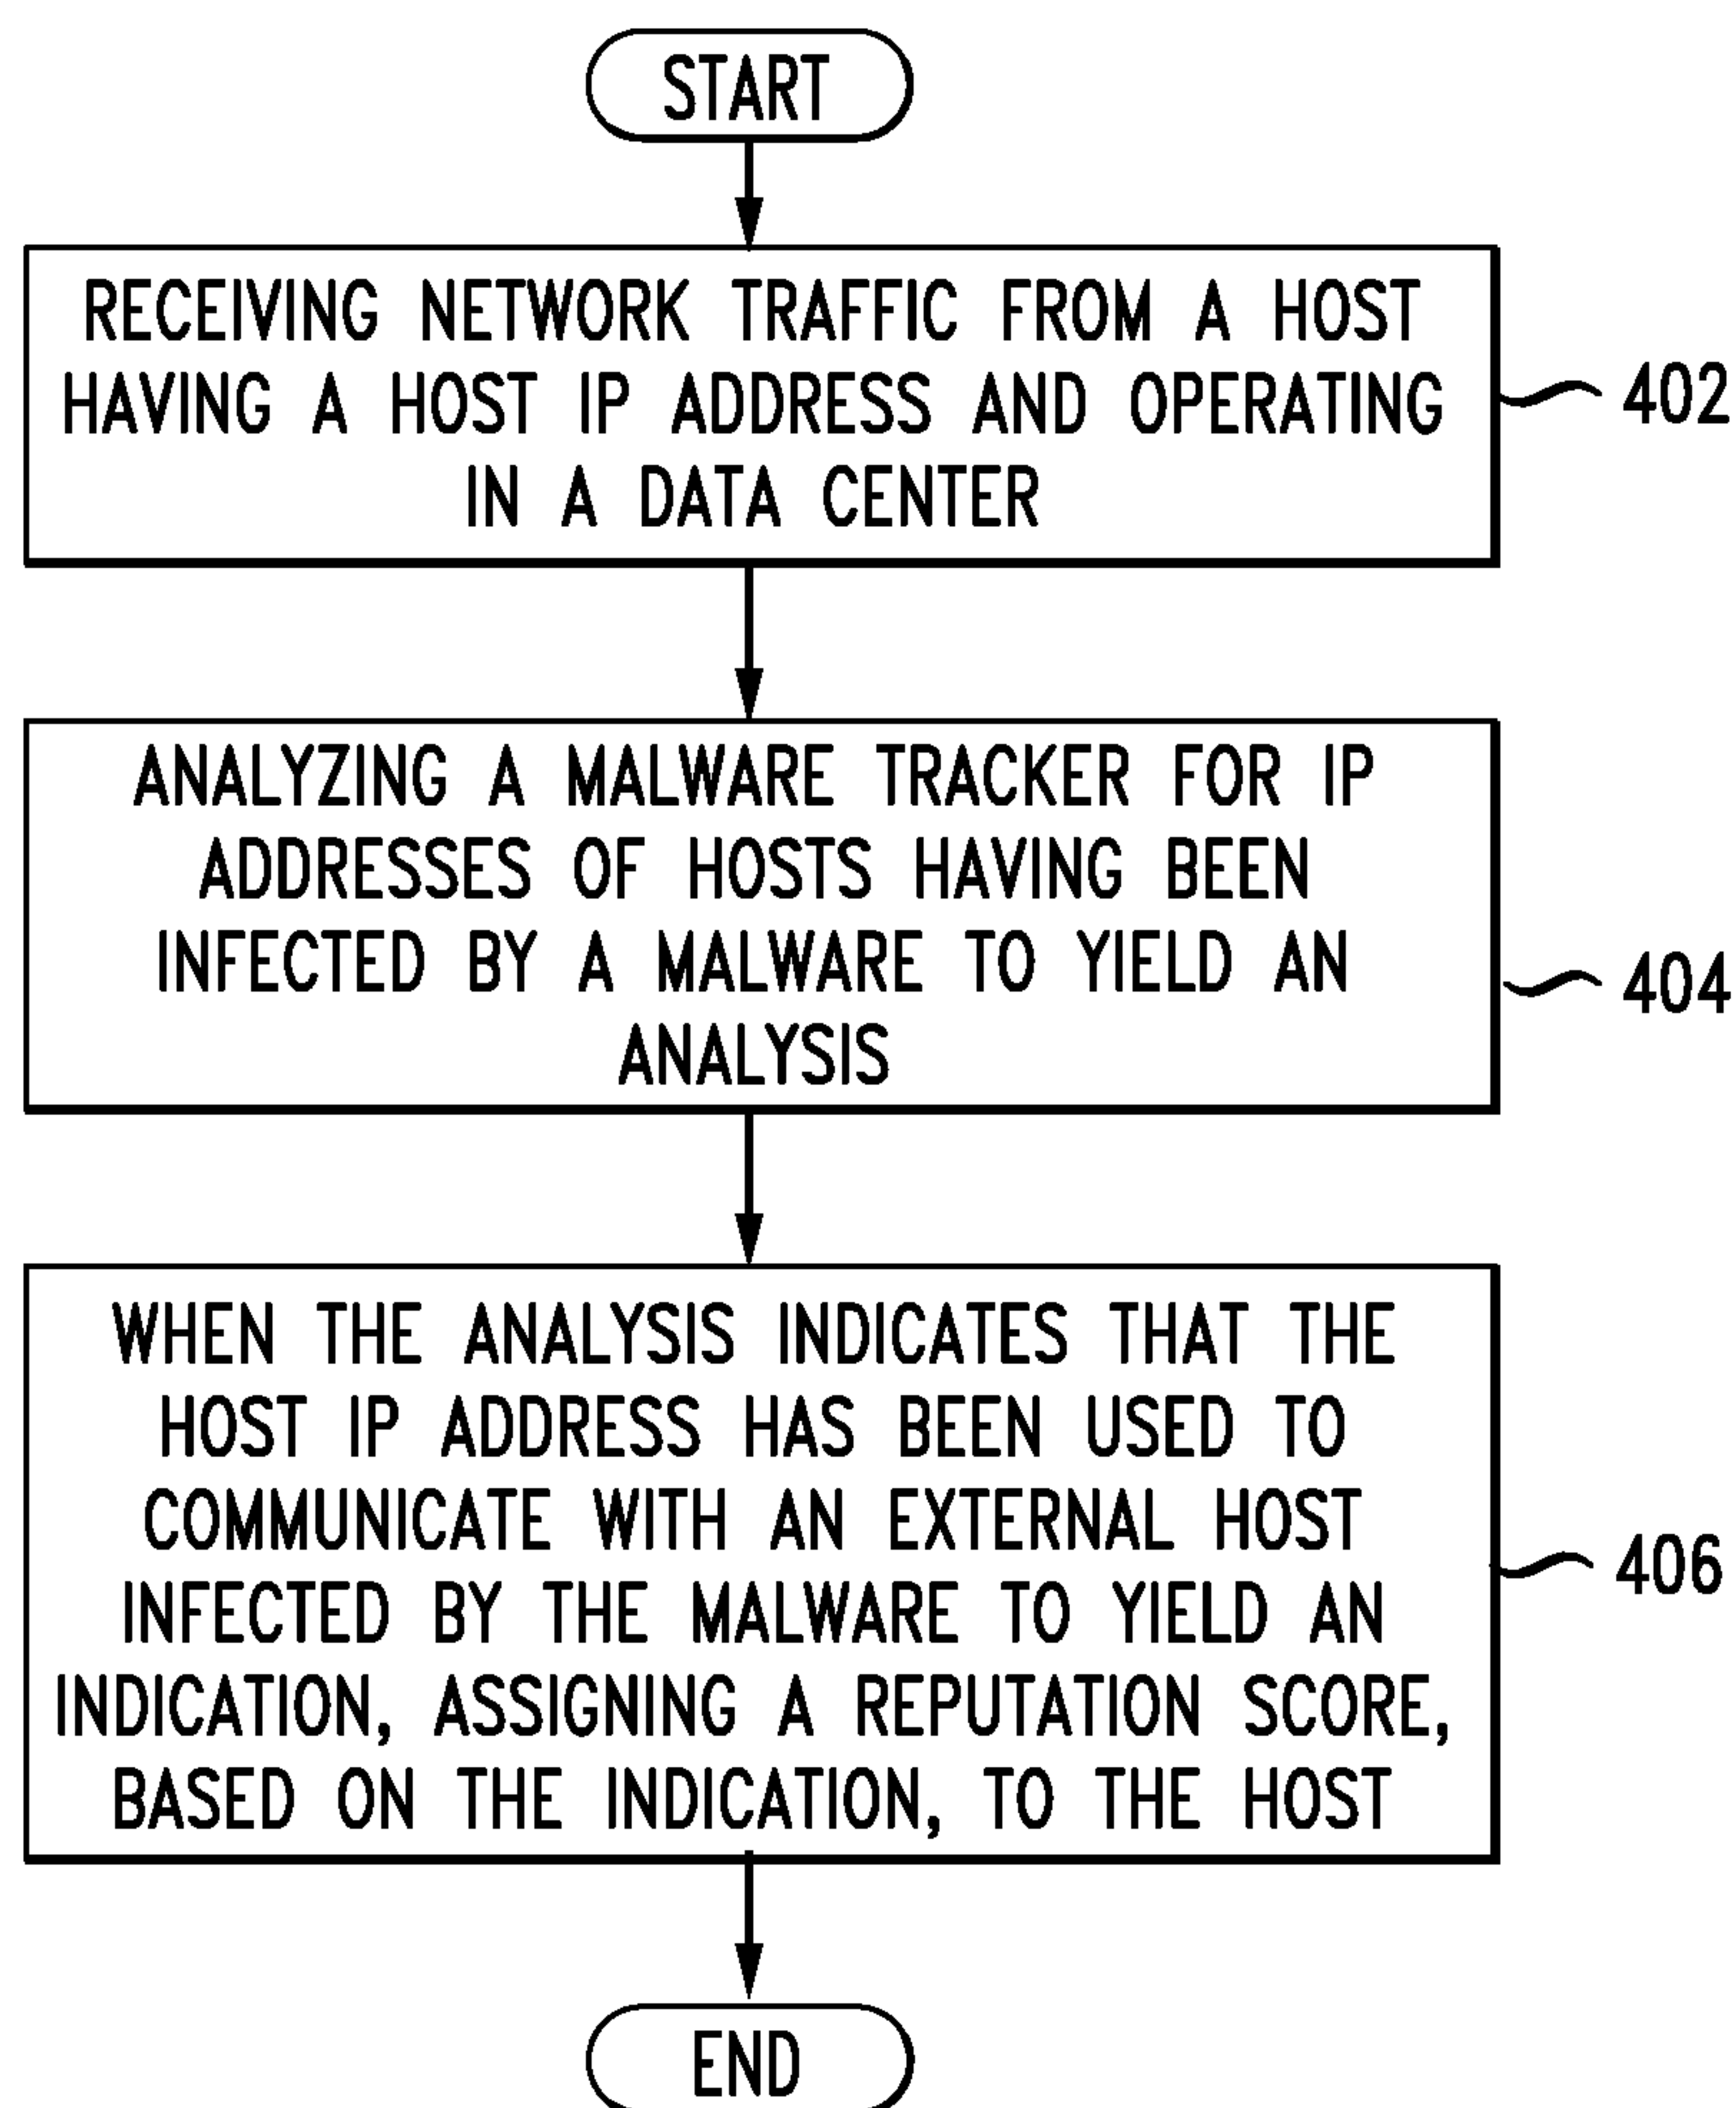 START
RECEIVING NETWORK TRAFFIC FROM A HOST
HAVING A HOST IP ADDRESS AND OPERATING
IN A DATA CENTER
402
ANALYZING A MALWARE TRACKER FOR IP
ADDRESSES OF HOSTS HAVING BEEN
INFECTED BY A MALWARE TO YIELD AN
ANALYSIS
404
WHEN THE ANALYSIS INDICATES THAT THE
HOST IP ADDRESS HAS BEEN USED TO
COMMUNICATE WITH AN EXTERNAL HOST
INFECTED BY THE MALWARE TO YIELD AN
INDICATION, ASSIGNING A REPUTATION SCORE,
BASED ON THE INDICATION, TO THE HOST
406
END